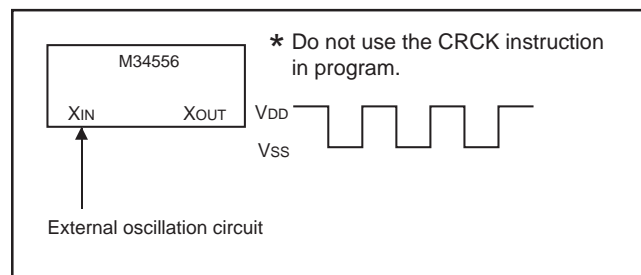 * Do not use the CRCK instruction
in program.
M34556
XIN XOUT
VDD
VSS
External oscillation circuit